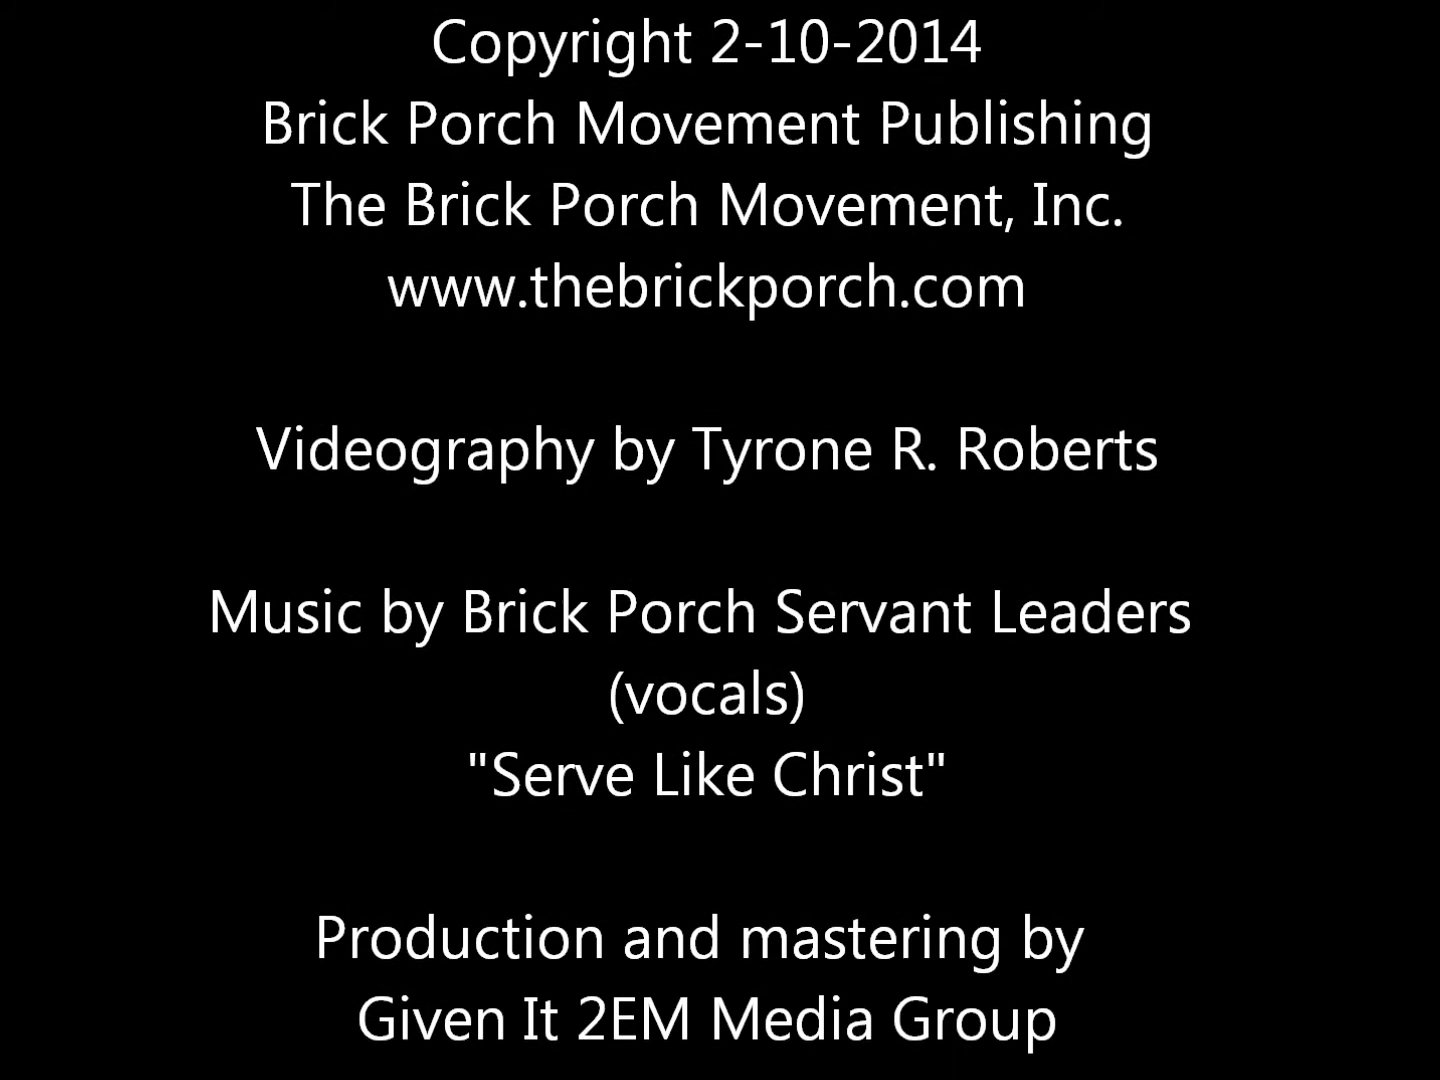 Copyright 2-10-2014
Brick Porch Movement Publishing
The Brick Porch Movement, Inc.
www.thebrickporch.com
Videography by Tyrone R. Roberts
Music by Brick Porch Servant Leaders
(vocals)
"Serve Like Christ"
Production and mastering by
Given It 2EM Media Group